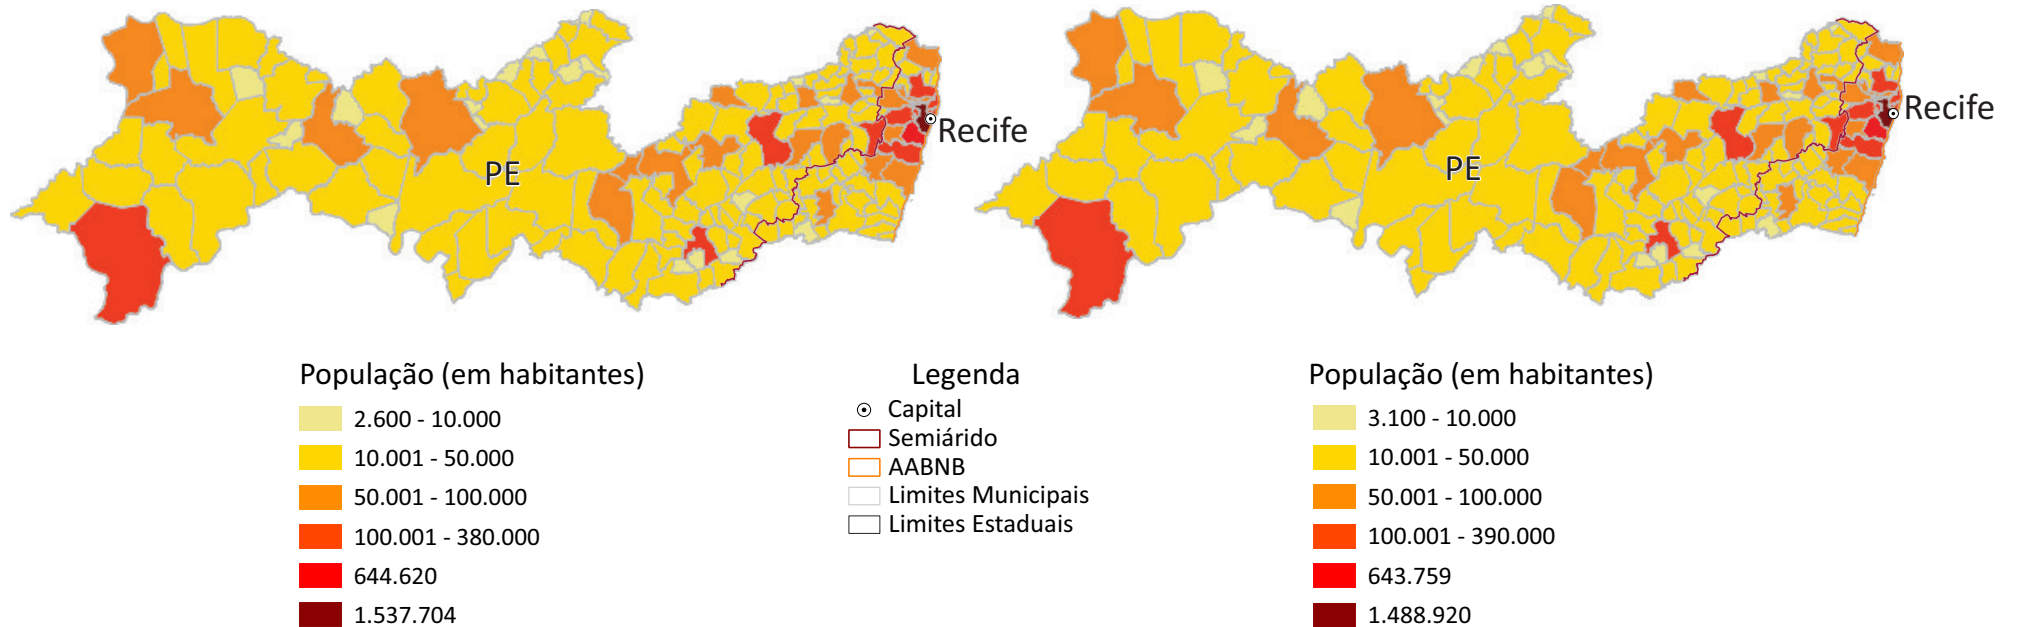 Recife
PE
Recife
PE
População (em habitantes)
2.600 - 10.000
10.001 - 50.000
50.001 - 100.000
100.001 - 380.000
644.620
1.537.704
Legenda
Capital
Semiárido
AABNB
Limites Municipais
Limites Estaduais
População (em habitantes)
3.100 - 10.000
10.001 - 50.000
50.001 - 100.000
100.001 - 390.000
643.759
1.488.920